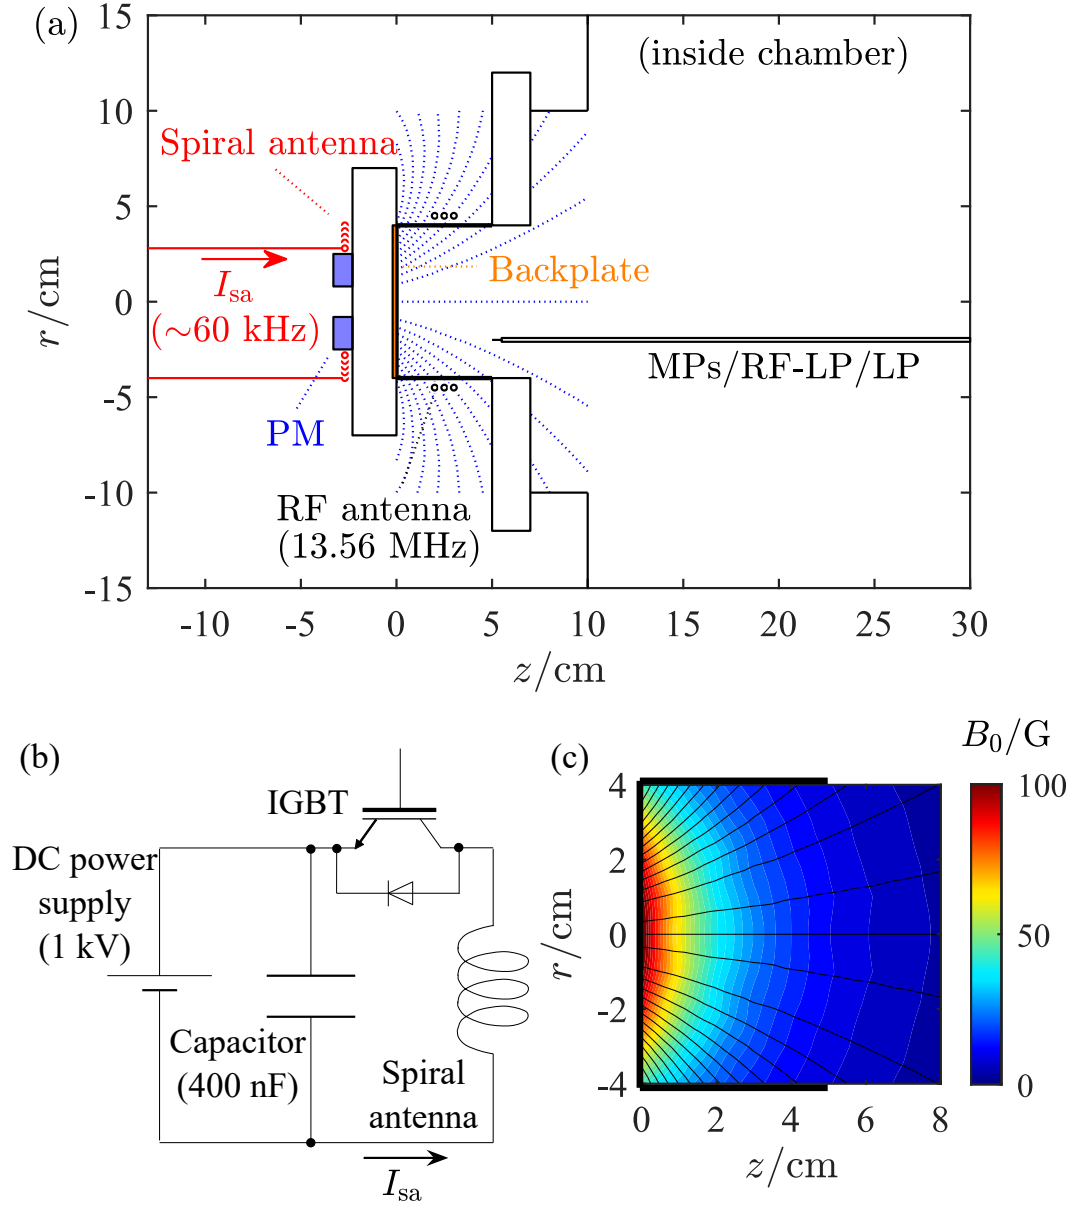 (a)
15
10
5
0
-5
-10
-15
r/cm
(inside chamber)
Spiral antenna
I_sa
(~60 kHz)
Backplate
MPs/RF-LP/LP
PM
RF antenna
(13.56 MHz)
-10 -5 0 5 10 15 20 25 30
z/cm
(b)
IGBT
DC power
supply
(1 kV)
Capacitor
(400 nF)
Spiral
antenna
I_sa
(c)
B_0/G
4
2
0
-2
-4
r/cm
0 2 4 6 8
z/cm
100
50
0